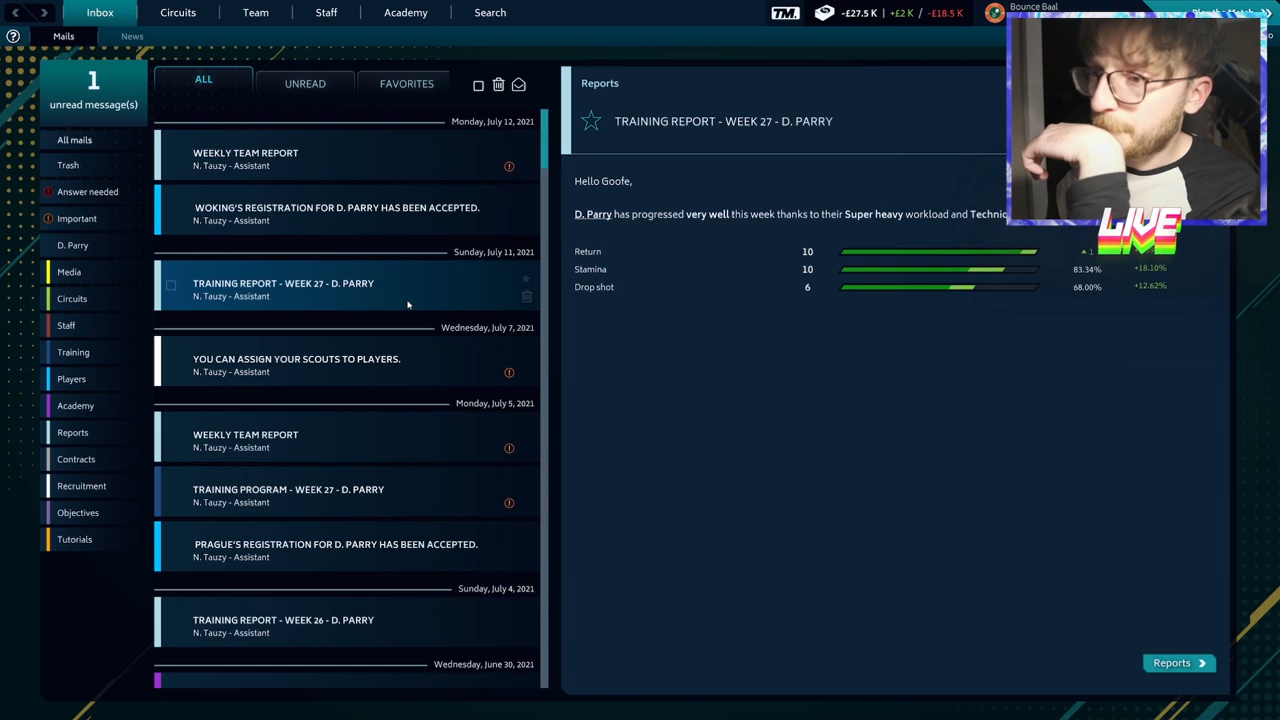 Inbox
Circuits
Team
Staff
Academy
Search
TM.
-£27.5 K / +£2 K / -£18.5 K
Bounce Baal
Mails
News
1
unread message(s)
ALL
UNREAD
FAVORITES
All mails
Trash
Answer needed
Important
D. Parry
Media
Circuits
Staff
Training
Players
Academy
Reports
Contracts
Recruitment
Objectives
Tutorials
Monday, July 12, 2021
WEEKLY TEAM REPORT
N. Tauzy - Assistant
WOKING'S REGISTRATION FOR D. PARRY HAS BEEN ACCEPTED.
N. Tauzy - Assistant
Sunday, July 11, 2021
TRAINING REPORT - WEEK 27 - D. PARRY
N. Tauzy - Assistant
Wednesday, July 7, 2021
YOU CAN ASSIGN YOUR SCOUTS TO PLAYERS.
N. Tauzy - Assistant
Monday, July 5, 2021
WEEKLY TEAM REPORT
N. Tauzy - Assistant
TRAINING PROGRAM - WEEK 27 - D. PARRY
N. Tauzy - Assistant
PRAGUE'S REGISTRATION FOR D. PARRY HAS BEEN ACCEPTED.
N. Tauzy - Assistant
Sunday, July 4, 2021
TRAINING REPORT - WEEK 26 - D. PARRY
N. Tauzy - Assistant
Wednesday, June 30, 2021
Reports
TRAINING REPORT - WEEK 27 - D. PARRY
Hello Goofe,
D. Parry has progressed very well this week thanks to their Super heavy workload and Techni
Return 10 1
Stamina 10 83.34% +18.10%
Drop shot 6 68.00% +12.62%
LIVE
Reports